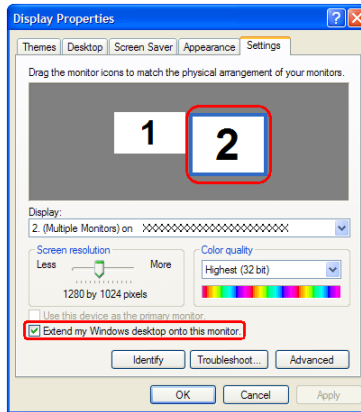 Display Properties
Themes Desktop Screen Saver Appearance Settings
Drag the monitor icons to match the physical arrangement of your monitors.
1 2
Display:
2. (Multiple Monitors) on XXXXXXXXXXXXXXXXXXXXXXXX
Screen resolution Color quality
Less More Highest (32 bit)
1280 by 1024 pixels
Use this device as the primary monitor.
Extend my Windows desktop onto this monitor.
Identify Troubleshoot... Advanced
OK Cancel Apply